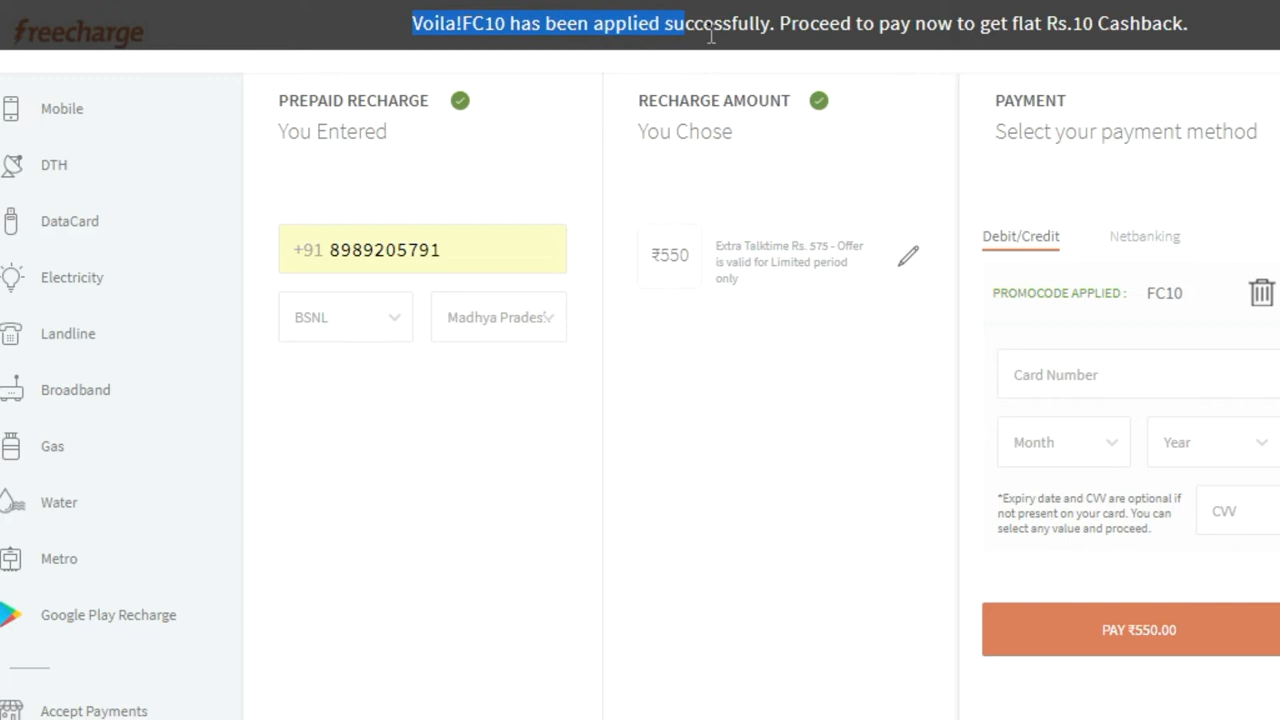 freecharge
Voila!FC10 has been applied successfully. Proceed to pay now to get flat Rs.10 Cashback.
Mobile
DTH
DataCard
Electricity
Landline
Broadband
Gas
Water
Metro
Google Play Recharge
Accept Payments
PREPAID RECHARGE
You Entered
+91 8989205791
BSNL
Madhya Prades
RECHARGE AMOUNT
You Chose
₹550
Extra Talktime Rs. 575 - Offer
is valid for Limited period
only
PAYMENT
Select your payment method
Debit/Credit
Netbanking
PROMOCODE APPLIED : FC10
Card Number
Month
Year
*Expiry date and CVV are optional if
not present on your card. You can
select any value and proceed.
CVV
PAY ₹550.00